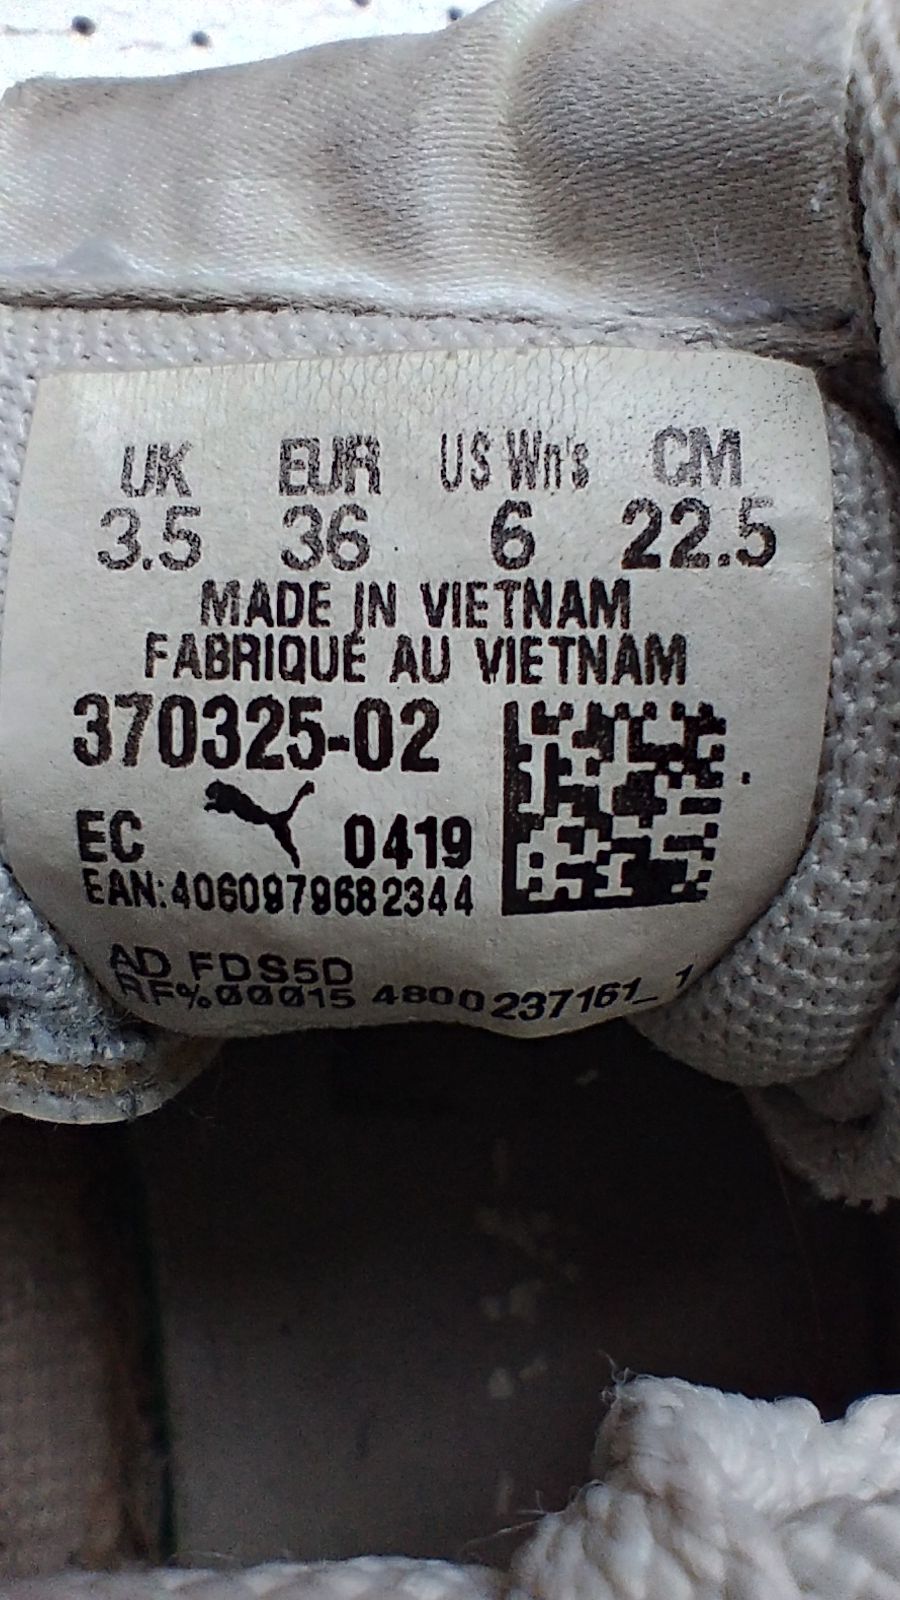 UK EUR US Wn's CM
3.5 36 6 22.5
MADE IN VIETNAM
FABRIQUÉ AU VIETNAM
370325-02
EC 0419
EAN:4060979682344
AD FDS5D
RF%00015 4800237161_1